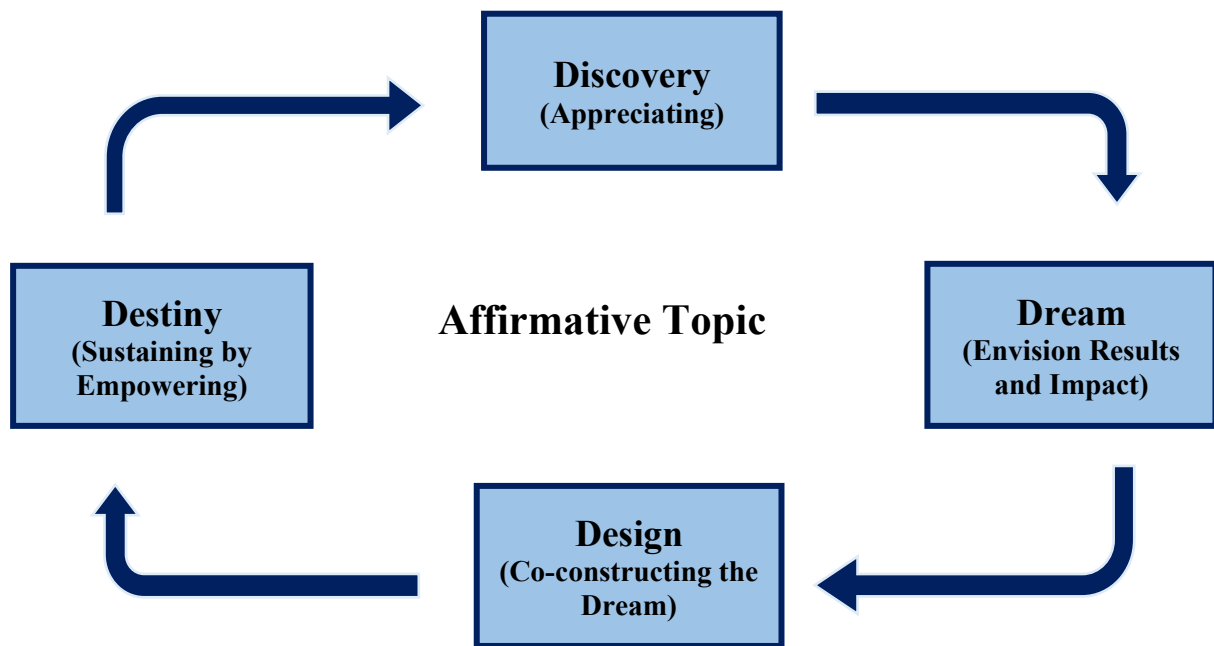 Discovery
(Appreciating)
Destiny
(Sustaining by
Empowering)
Affirmative Topic
Dream
(Envision Results
and Impact)
Design
(Co-constructing the
Dream)